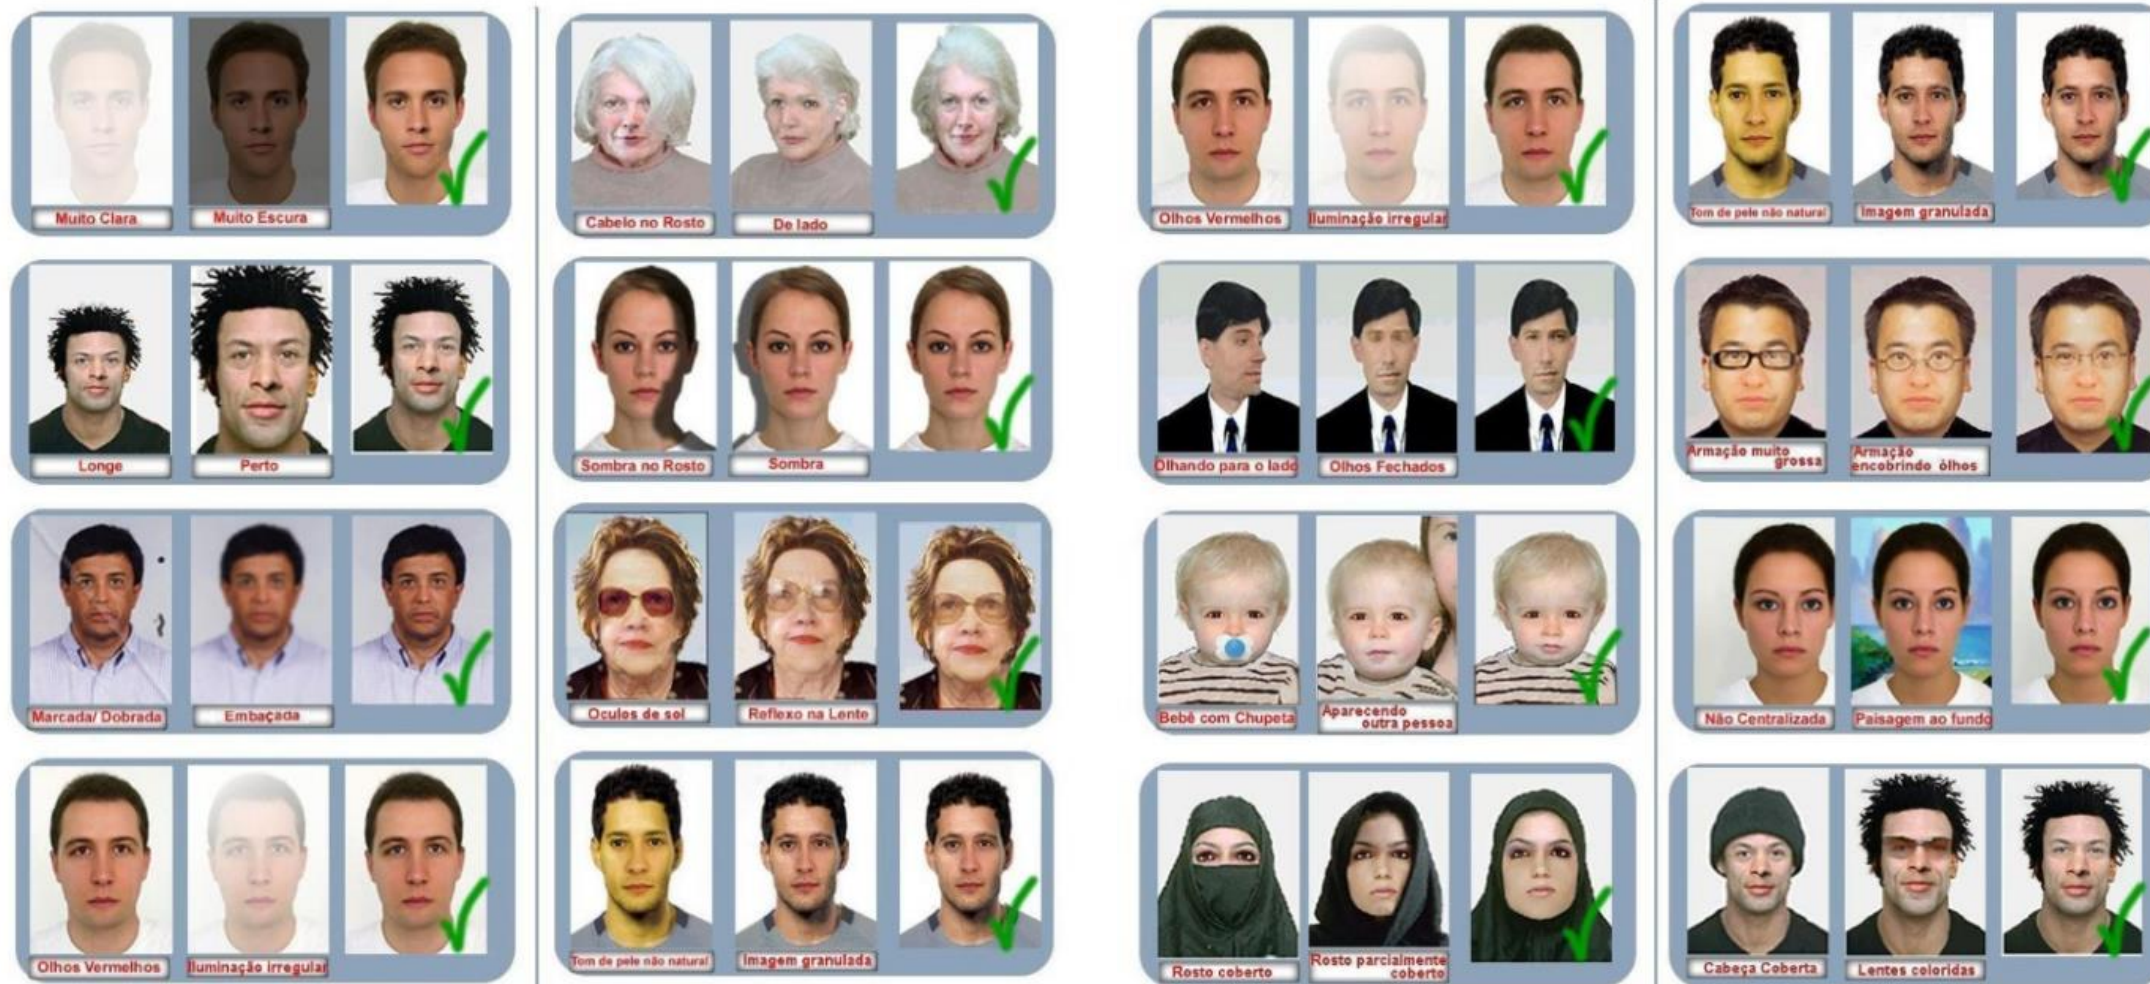 Muito Clara
Muito Escura
Cabelo no Rosto
De lado
Olhos Vermelhos
Iluminação irregular
Tom de pele não natural
Imagem granulada
Longe
Perto
Sombra no Rosto
Sombra
Olhando para o lado
Olhos Fechados
Armação muito
grossa
Armação
encobrindo òlhos
Marcada/ Dobrada
Embaçada
Oculos de sol
Reflexo na Lente
Bebê com Chupeta
Aparecendo
outra pessoa
Não Centralizada
Paisagem ao fundo
Olhos Vermelhos
Iluminação irregular
Tom de pele não natural
Imagem granulada
Rosto coberto
Rosto parcialmente
coberto
Cabeça Coberta
Lentes coloridas